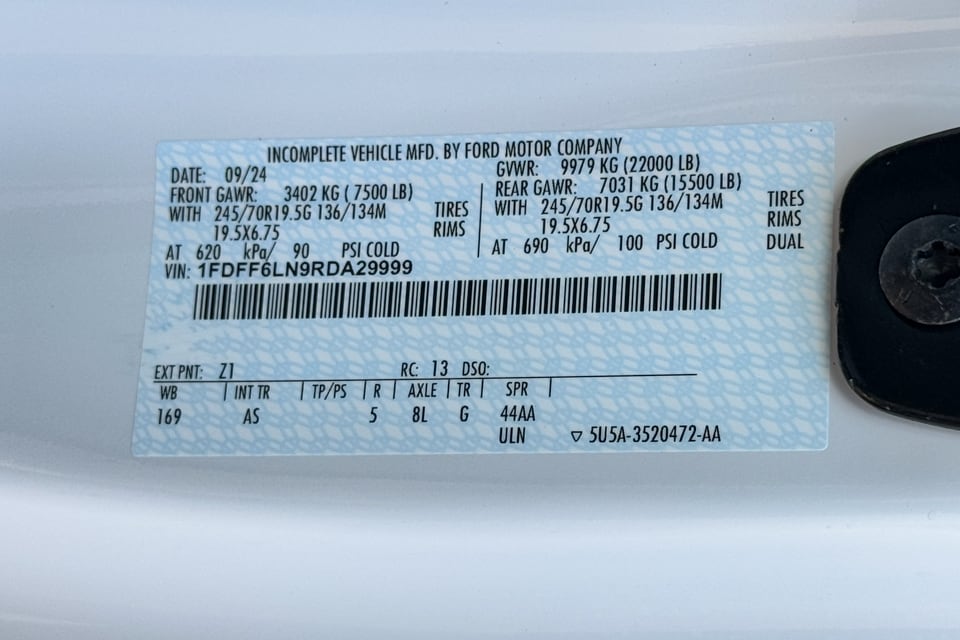 INCOMPLETE VEHICLE MFD. BY FORD MOTOR COMPANY
DATE: 09/24 GVWR: 9979 KG (22000 LB)
FRONT GAWR: 3402 KG ( 7500 LB) REAR GAWR: 7031 KG (15500 LB)
WITH 245/70R19.5G 136/134M TIRES WITH 245/70R19.5G 136/134M TIRES
19.5X6.75 RIMS 19.5X6.75 RIMS
AT 620 kPa/ 90 PSI COLD AT 690 kPa/ 100 PSI COLD DUAL
VIN: 1FDFF6LN9RDA29999
EXT PNT: Z1 RC: 13 DSO:
WB INT TR TP/PS R AXLE TR SPR
169 AS 5 8L G 44AA
ULN ▽ 5U5A-3520472-AA